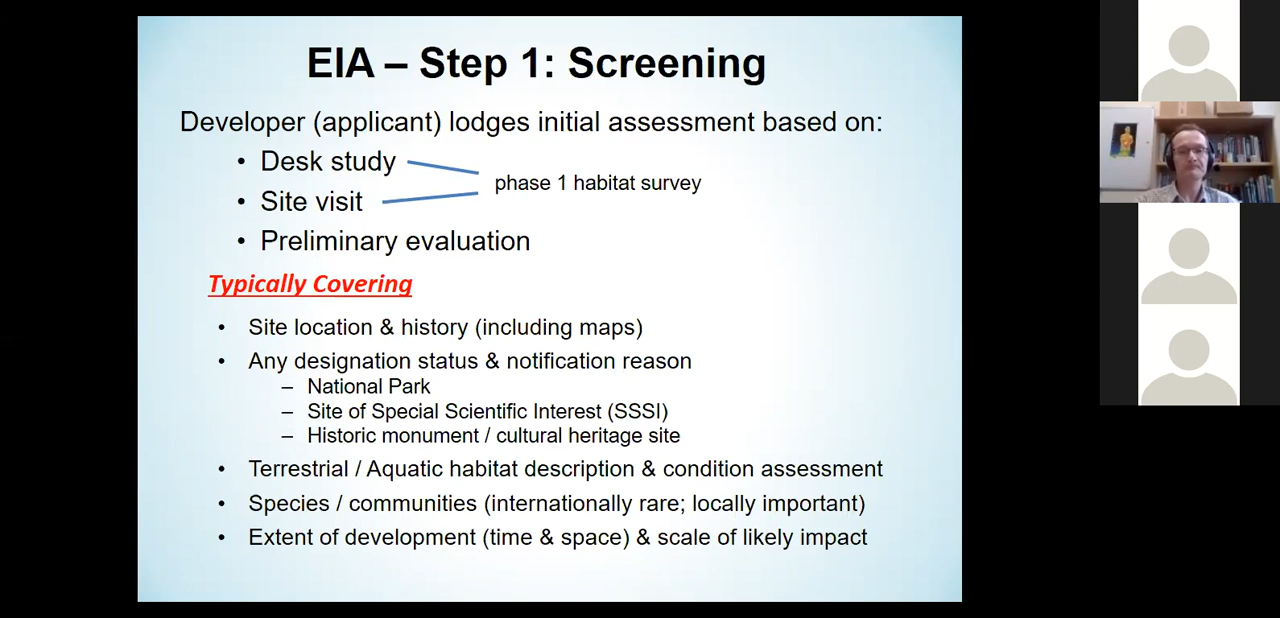 EIA – Step 1: Screening
Developer (applicant) lodges initial assessment based on:
• Desk study
phase 1 habitat survey
• Site visit
• Preliminary evaluation
Typically Covering
• Site location & history (including maps)
• Any designation status & notification reason
– National Park
– Site of Special Scientific Interest (SSSI)
– Historic monument / cultural heritage site
• Terrestrial / Aquatic habitat description & condition assessment
• Species / communities (internationally rare; locally important)
• Extent of development (time & space) & scale of likely impact